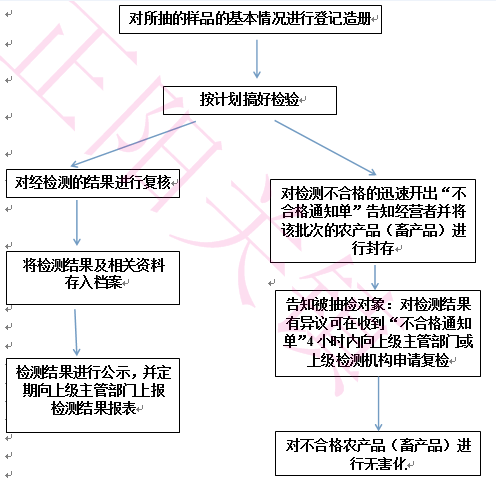 对所抽的样品的基本情况进行登记造册
按计划搞好检验
对经检测的结果进行复核
将检测结果及相关资料
存入档案
检测结果进行公示，并定
期向上级主管部门上报
检测结果报表
对检测不合格的迅速开出“不
合格通知单”告知经营者并将
该批次的农产品（畜产品）进
行封存
告知被抽检对象：对检测结果
有异议可在收到“不合格通知
单”4小时内向上级主管部门或
上级检测机构申请复检
对不合格农产品（畜产品）进
行无害化